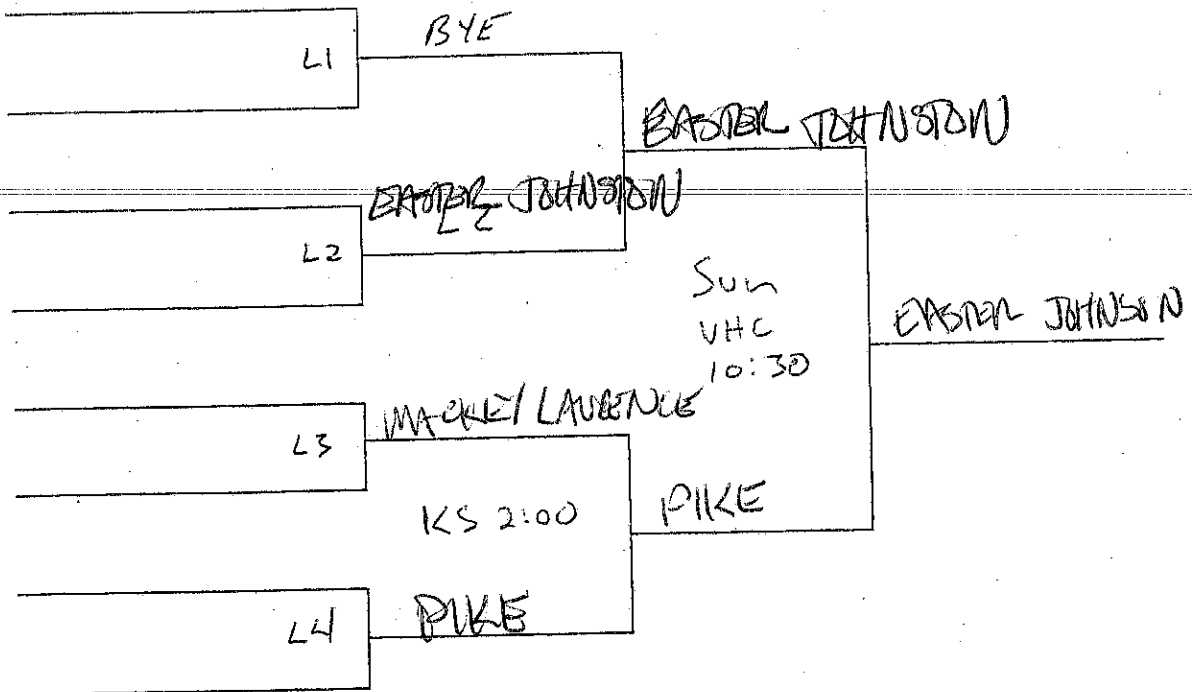 BYE
L1
EASTER JOHNSTON
EASTER JOHNSTON
L2
Sun
VHC
10:30
EASTER JOHNSON
MACKEY LAURENCE
L3
KS 2:00
PIKE
L4
PIKE